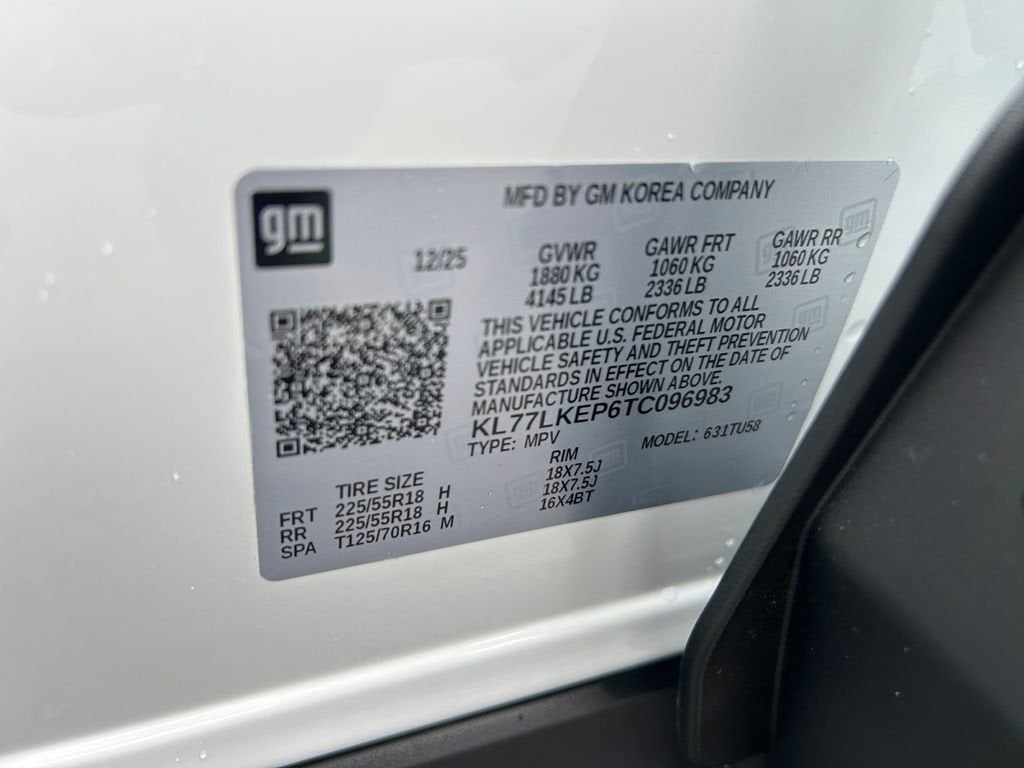 gm
MFD BY GM KOREA COMPANY
12/25
GVWR
1880 KG
4145 LB
GAWR FRT
1060 KG
2336 LB
GAWR RR
1060 KG
2336 LB
THIS VEHICLE CONFORMS TO ALL
APPLICABLE U.S. FEDERAL MOTOR
VEHICLE SAFETY AND THEFT PREVENTION
STANDARDS IN EFFECT ON THE DATE OF
MANUFACTURE SHOWN ABOVE.
KL77LKEP6TC096983
TYPE: MPV MODEL: 631TU58
TIRE SIZE RIM
FRT 225/55R18 H 18X7.5J
RR 225/55R18 H 18X7.5J
SPA T125/70R16 M 16X4BT